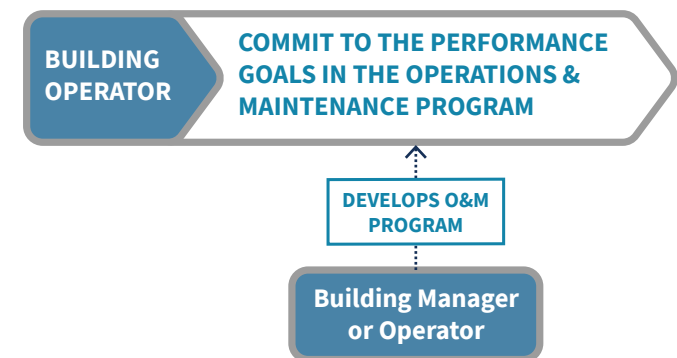 BUILDING
OPERATOR
COMMIT TO THE PERFORMANCE
GOALS IN THE OPERATIONS &
MAINTENANCE PROGRAM
DEVELOPS O&M
PROGRAM
Building Manager
or Operator